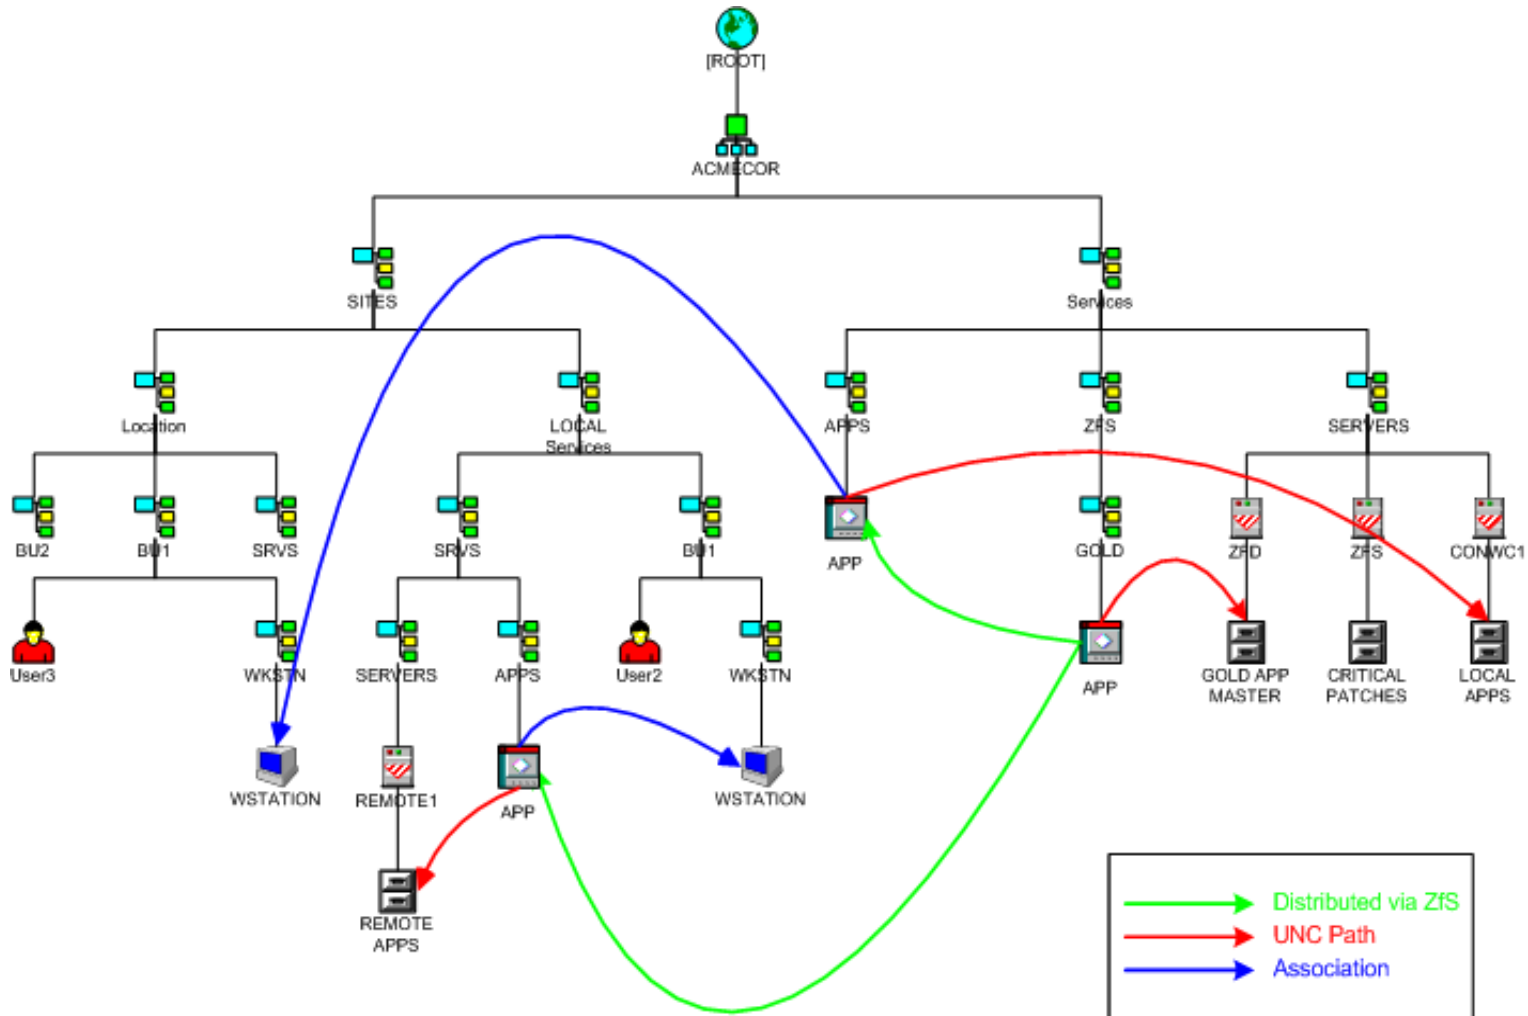 [ROOT]
ACMECOR
SITES
Services
Location
LOCAL
Services
APPS
ZFS
SERVERS
BU2
BU1
SRVS
SRVS
BU1
APP
GOLD
ZFD
ZFS
CONWC1
User3
WKSTN
SERVERS
APPS
User2
WKSTN
APP
GOLD APP
MASTER
CRITICAL
PATCHES
LOCAL
APPS
WSTATION
REMOTE1
APP
WSTATION
REMOTE
APPS
Distributed via ZfS
UNC Path
Association